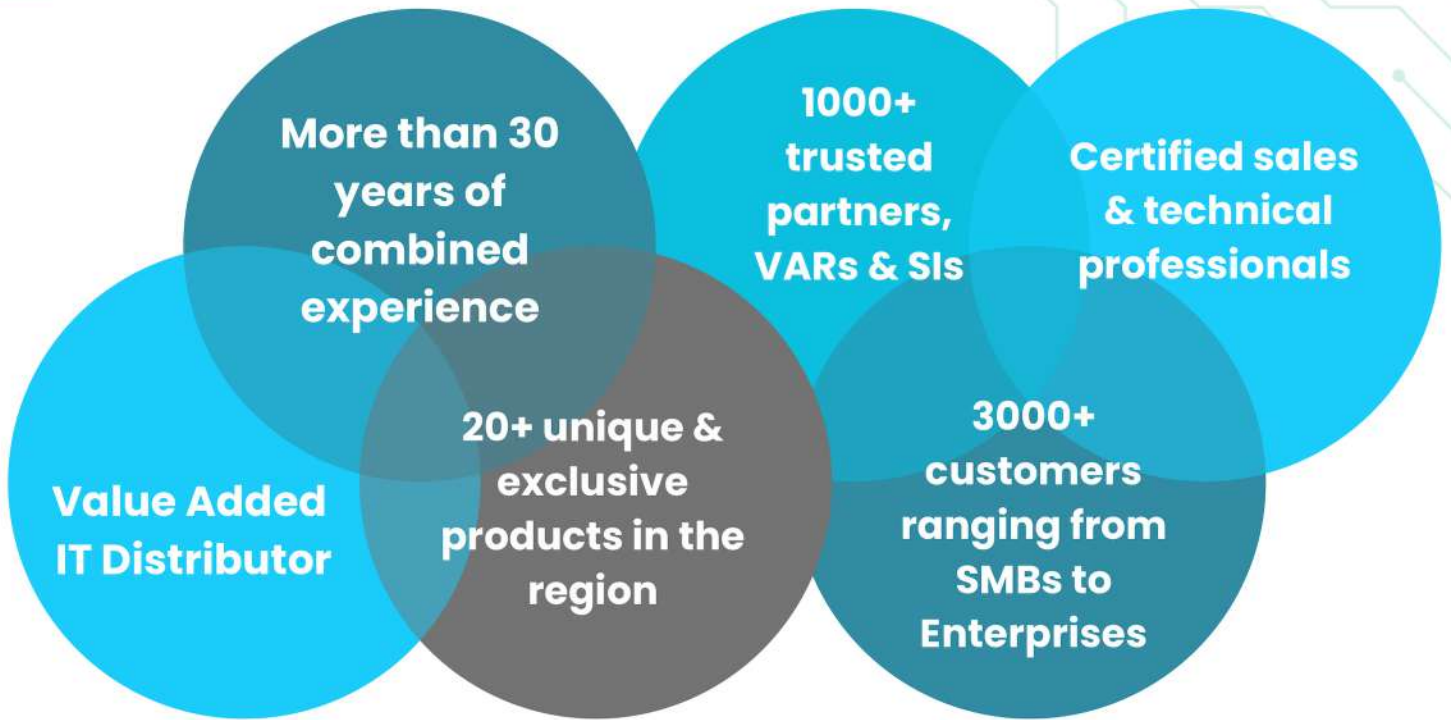 More than 30
years of
combined
experience
1000+
trusted
partners,
VARs & SIs
Certified sales
& technical
professionals
Value Added
IT Distributor
20+ unique &
exclusive
products in the
region
3000+
customers
ranging from
SMBs to
Enterprises